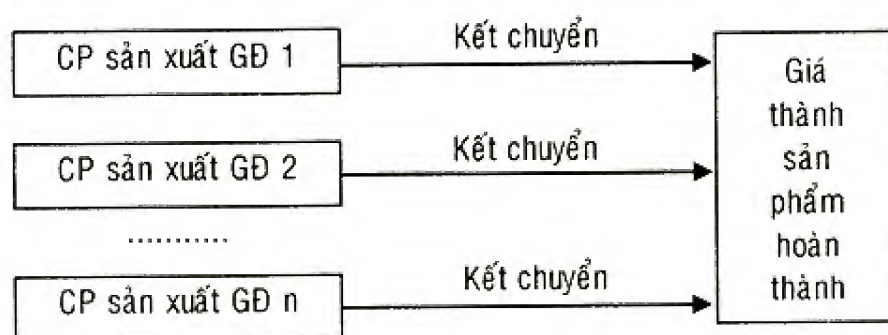 CP sản xuất GĐ 1
Kết chuyển
CP sản xuất GĐ 2
Kết chuyển
...........
CP sản xuất GĐ n
Kết chuyển
Giá
thành
sản
phẩm
hoàn
thành